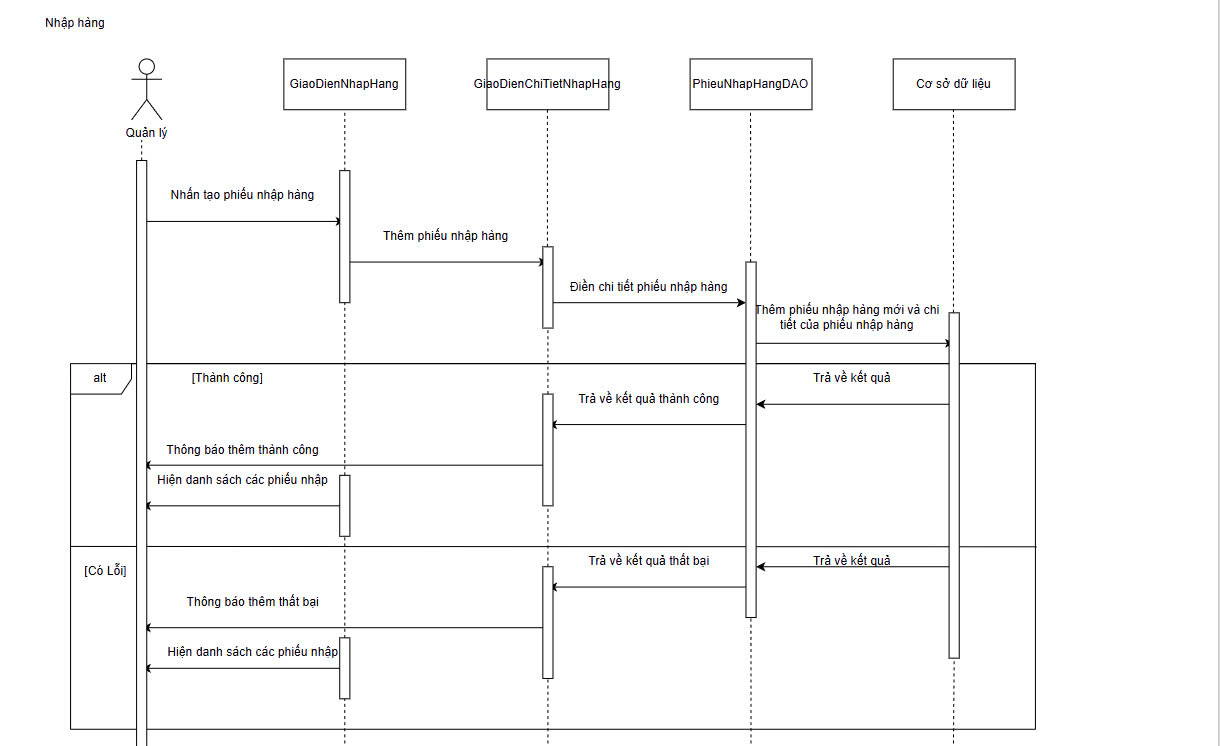 Nhập hàng
GiaoDienNhapHang
GiaoDienChiTietNhapHang
PhieuNhapHangDAO
Cơ sở dữ liệu
Quản lý
Nhấn tạo phiếu nhập hàng
Thêm phiếu nhập hàng
Điền chi tiết phiếu nhập hàng
Thêm phiếu nhập hàng mới và chi
tiết của phiếu nhập hàng
alt
[Thành công]
Trả về kết quả
Trả về kết quả thành công
Thông báo thêm thành công
Hiện danh sách các phiếu nhập
[Có Lỗi]
Trả về kết quả thất bại
Trả về kết quả
Thông báo thêm thất bại
Hiện danh sách các phiếu nhập